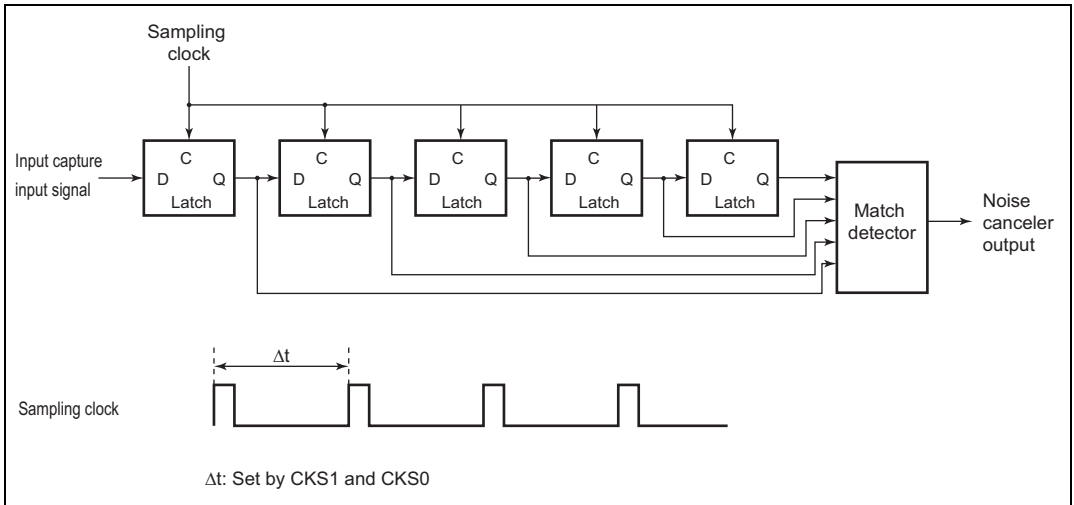 Sampling
clock
Input capture
input signal
C
D Q
Latch
C
D Q
Latch
C
D Q
Latch
C
D Q
Latch
C
D Q
Latch
Match
detector
Noise
canceler
output
Δt
Sampling clock
Δt: Set by CKS1 and CKS0